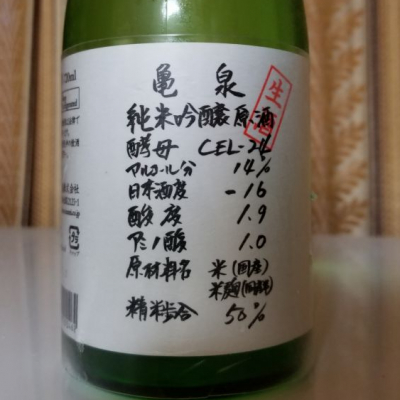 亀泉
生酒
純米吟醸原酒
酵母 CEL-24
アルコール分 14%
日本酒度 -16
酸度 1.9
アミノ酸 1.0
原材料名 米(国産)
米麹(国産米)
精米歩合 50%
720ml